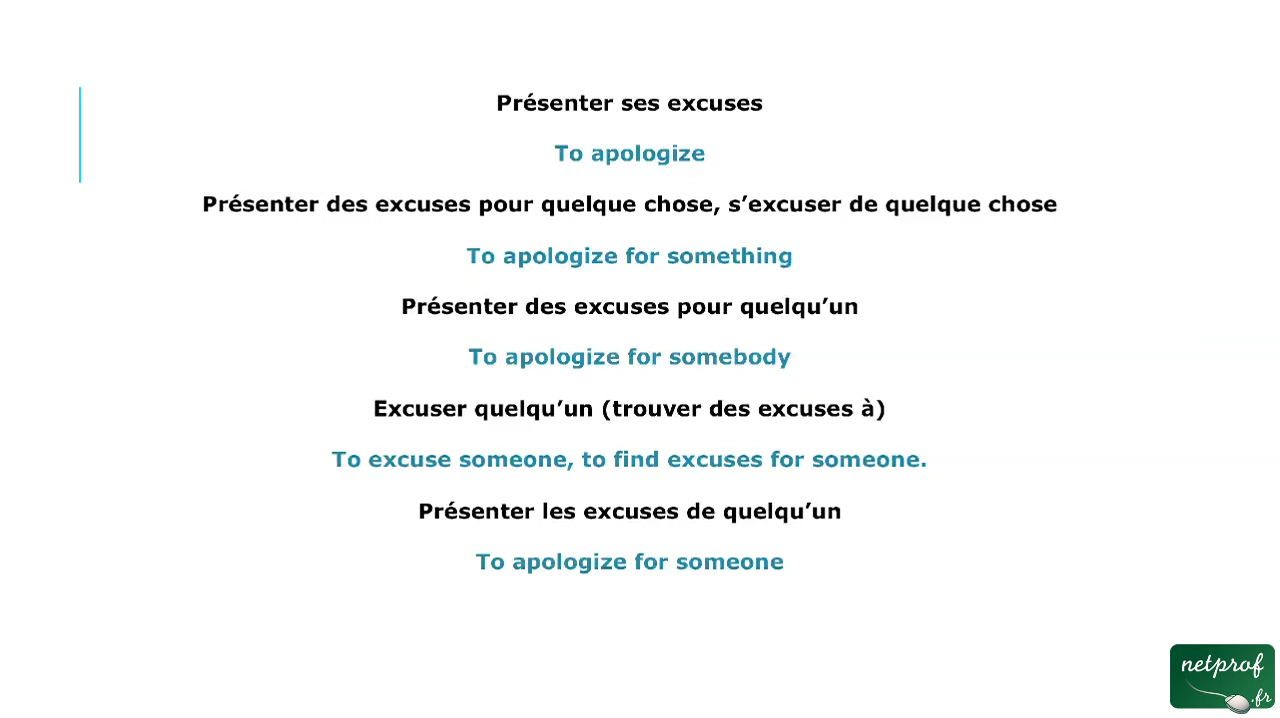 Présenter ses excuses
To apologize
Présenter des excuses pour quelque chose, s’excuser de quelque chose
To apologize for something
Présenter des excuses pour quelqu’un
To apologize for somebody
Excuser quelqu’un (trouver des excuses à)
To excuse someone, to find excuses for someone.
Présenter les excuses de quelqu’un
To apologize for someone
netprof
.fr